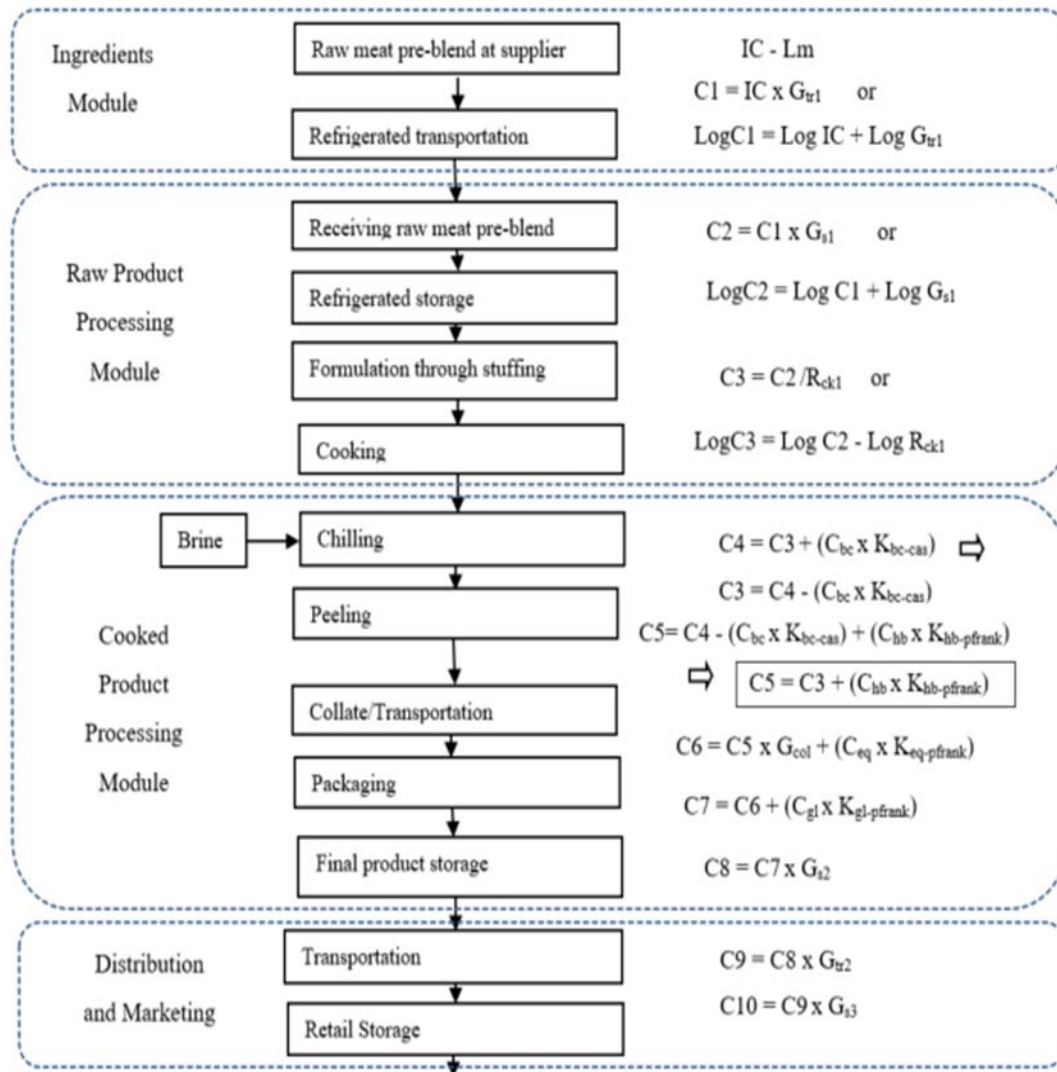 Ingredients
Module
Raw meat pre-blend at supplier
Refrigerated transportation
IC - Lm
C1 = IC x Gtr1 or
LogC1 = Log IC + Log Gtr1
Raw Product
Processing
Module
Receiving raw meat pre-blend
Refrigerated storage
Formulation through stuffing
Cooking
C2 = C1 x Gs1 or
LogC2 = Log C1 + Log Gs1
C3 = C2 /Rck1 or
LogC3 = Log C2 - Log Rck1
Cooked
Product
Processing
Module
Brine
Chilling
Peeling
Collate/Transportation
Packaging
Final product storage
C4 = C3 + (Cbc x Kbc-cas) ⇨
C3 = C4 - (Cbc x Kbc-cas)
C5= C4 - (Cbc x Kbc-cas) + (Chb x Khb-pfrank)
⇨ C5 = C3 + (Chb x Khb-pfrank)
C6 = C5 x Gcol + (Ceq x Keq-pfrank)
C7 = C6 + (Cgl x Kgl-pfrank)
C8 = C7 x Gs2
Distribution
and Marketing
Transportation
Retail Storage
C9 = C8 x Gtr2
C10 = C9 x Gs3